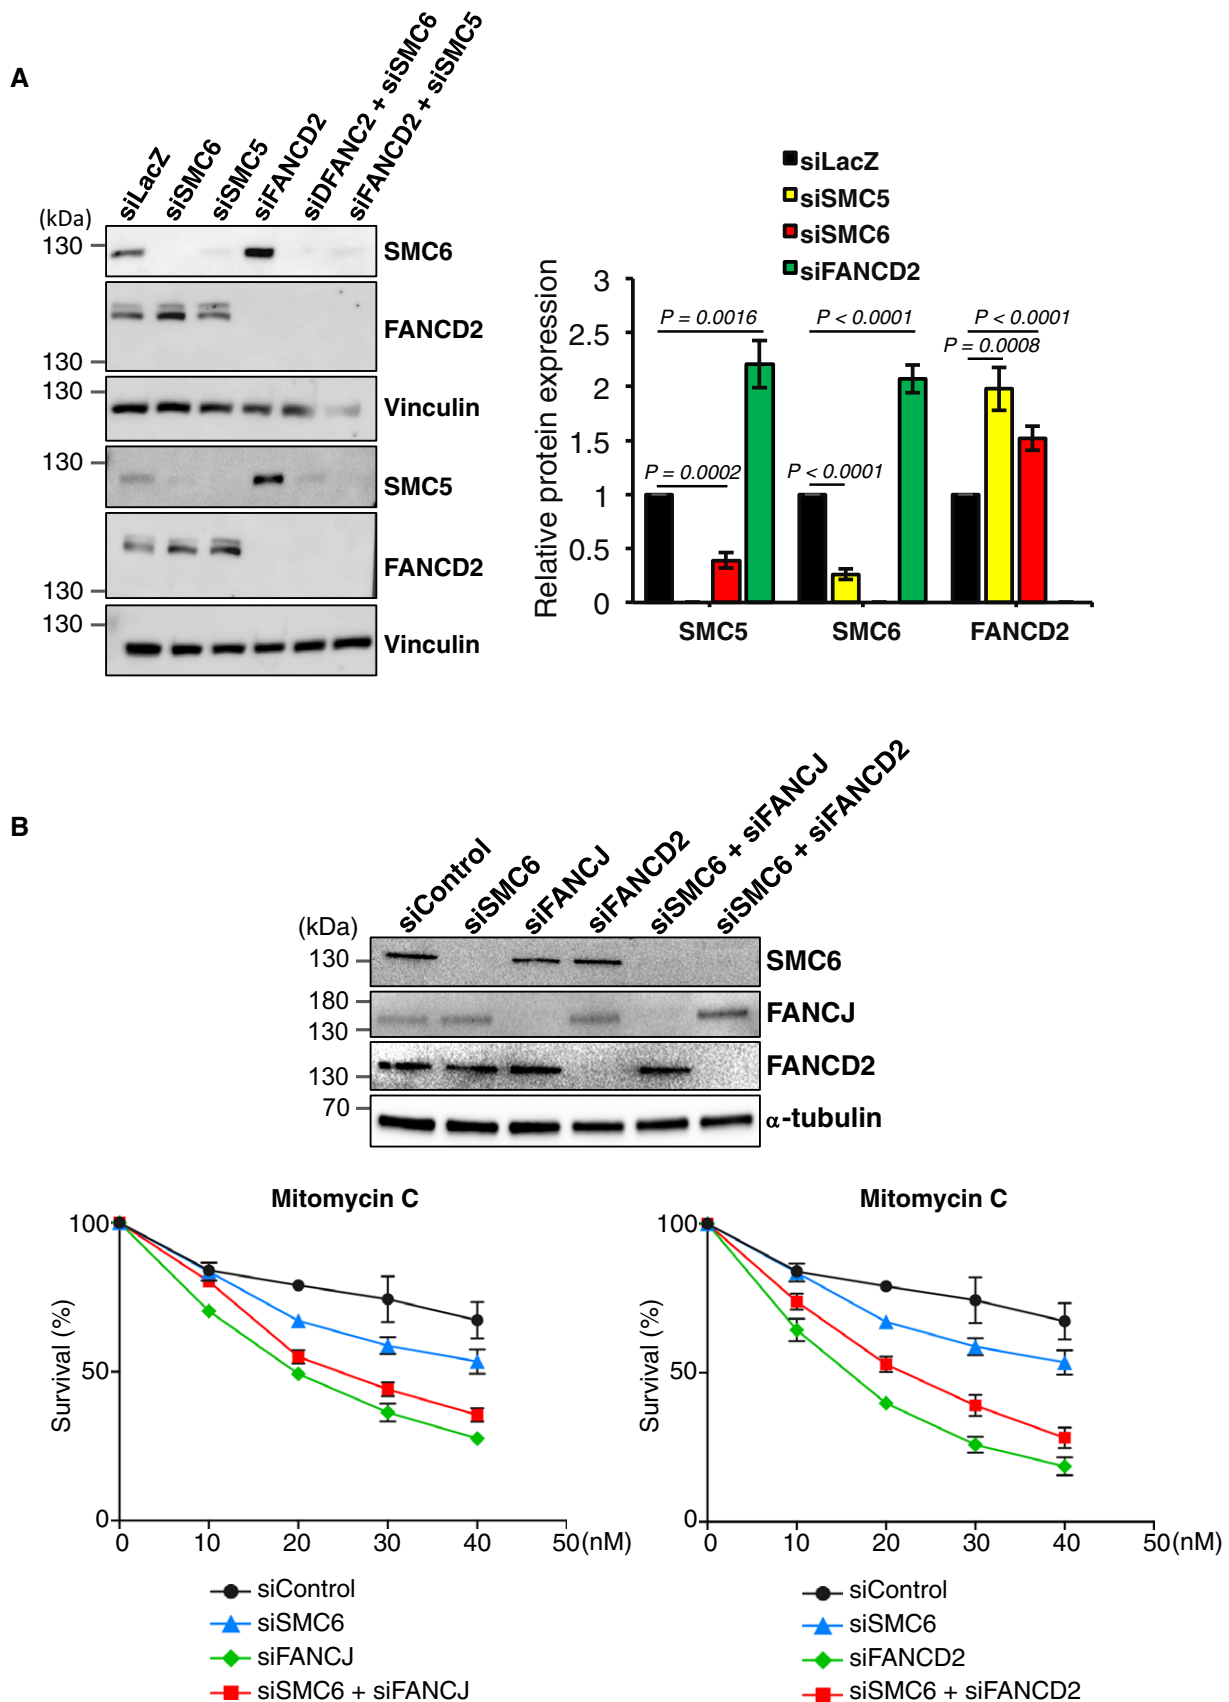 A
siLacZ
siSMC6
siSMC5
siFANCD2
siDFANC2 + siSMC6
siFANCD2 + siSMC5
(kDa)
130
SMC6
FANCD2
130
130
Vinculin
130
SMC5
FANCD2
130
130
Vinculin
siLacZ
siSMC5
siSMC6
siFANCD2
Relative protein expression
3
2.5
2
1.5
1
0.5
0
P = 0.0016
P < 0.0001
P < 0.0001
P = 0.0008
P = 0.0002
P < 0.0001
SMC5
SMC6
FANCD2
B
siControl
siSMC6
siFANCJ
siFANCD2
siSMC6 + siFANCJ
siSMC6 + siFANCD2
(kDa)
130
SMC6
180
FANCJ
130
FANCD2
130
70
α-tubulin
Mitomycin C
Survival (%)
100
50
0
0 10 20 30 40 50 (nM)
siControl
siSMC6
siFANCJ
siSMC6 + siFANCJ
Mitomycin C
Survival (%)
100
50
0
0 10 20 30 40 50 (nM)
siControl
siSMC6
siFANCD2
siSMC6 + siFANCD2